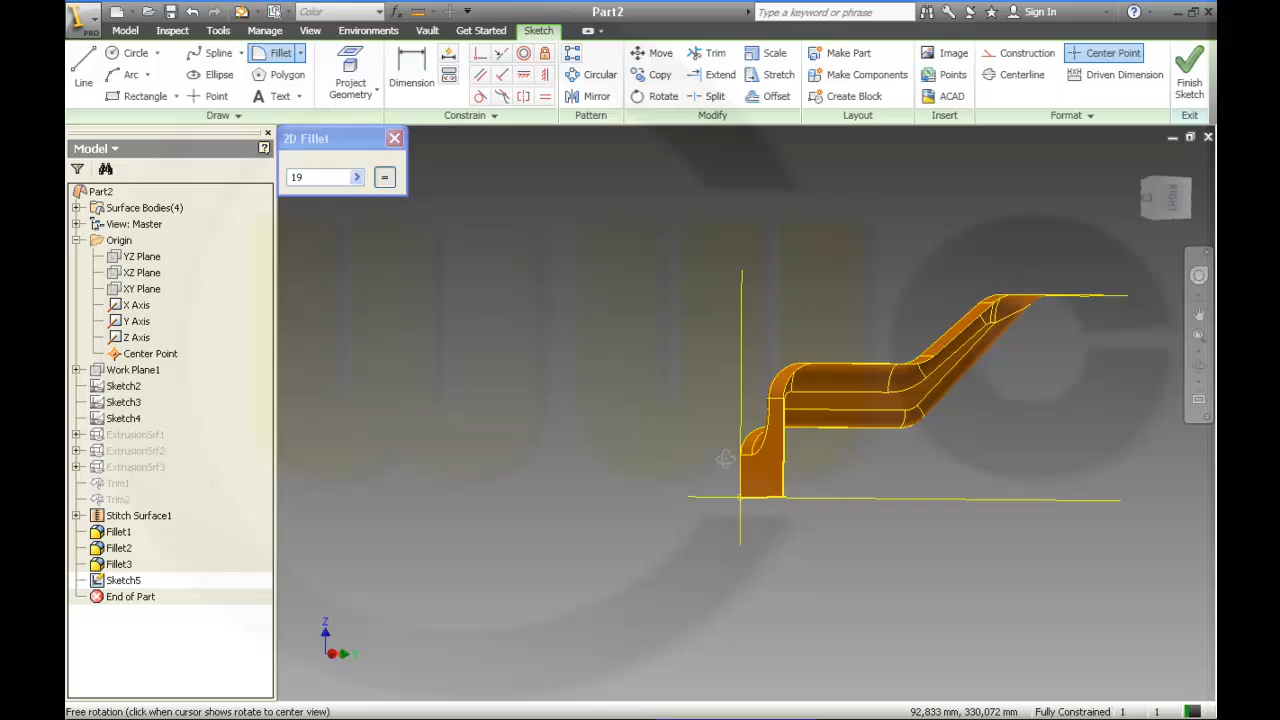 Color
Part2
Type a keyword or phrase
Sign In
PRO
Model Inspect Tools Manage View Environments Vault Get Started Sketch
Line
Circle
Arc
Rectangle
Spline
Ellipse
Point
Fillet
Polygon
Text
Project
Geometry
Dimension
Circular
Mirror
Move
Copy
Rotate
Trim
Extend
Split
Scale
Stretch
Offset
Make Part
Make Components
Create Block
Image
Points
ACAD
Construction
Centerline
Center Point
Driven Dimension
Finish
Sketch
Draw Constrain Pattern Modify Layout Insert Format Exit
Model
2D Fillet
19
=
Part2
Surface Bodies(4)
View: Master
Origin
YZ Plane
XZ Plane
XY Plane
X Axis
Y Axis
Z Axis
Center Point
Work Plane1
Sketch2
Sketch3
Sketch4
ExtrusionSrf1
ExtrusionSrf2
ExtrusionSrf3
Trim1
Trim2
Stitch Surface1
Fillet1
Fillet2
Fillet3
Sketch5
End of Part
RIGHT
Z
Y
Free rotation (click when cursor shows rotate to center view)
92,833 mm, 330,072 mm Fully Constrained 1 1